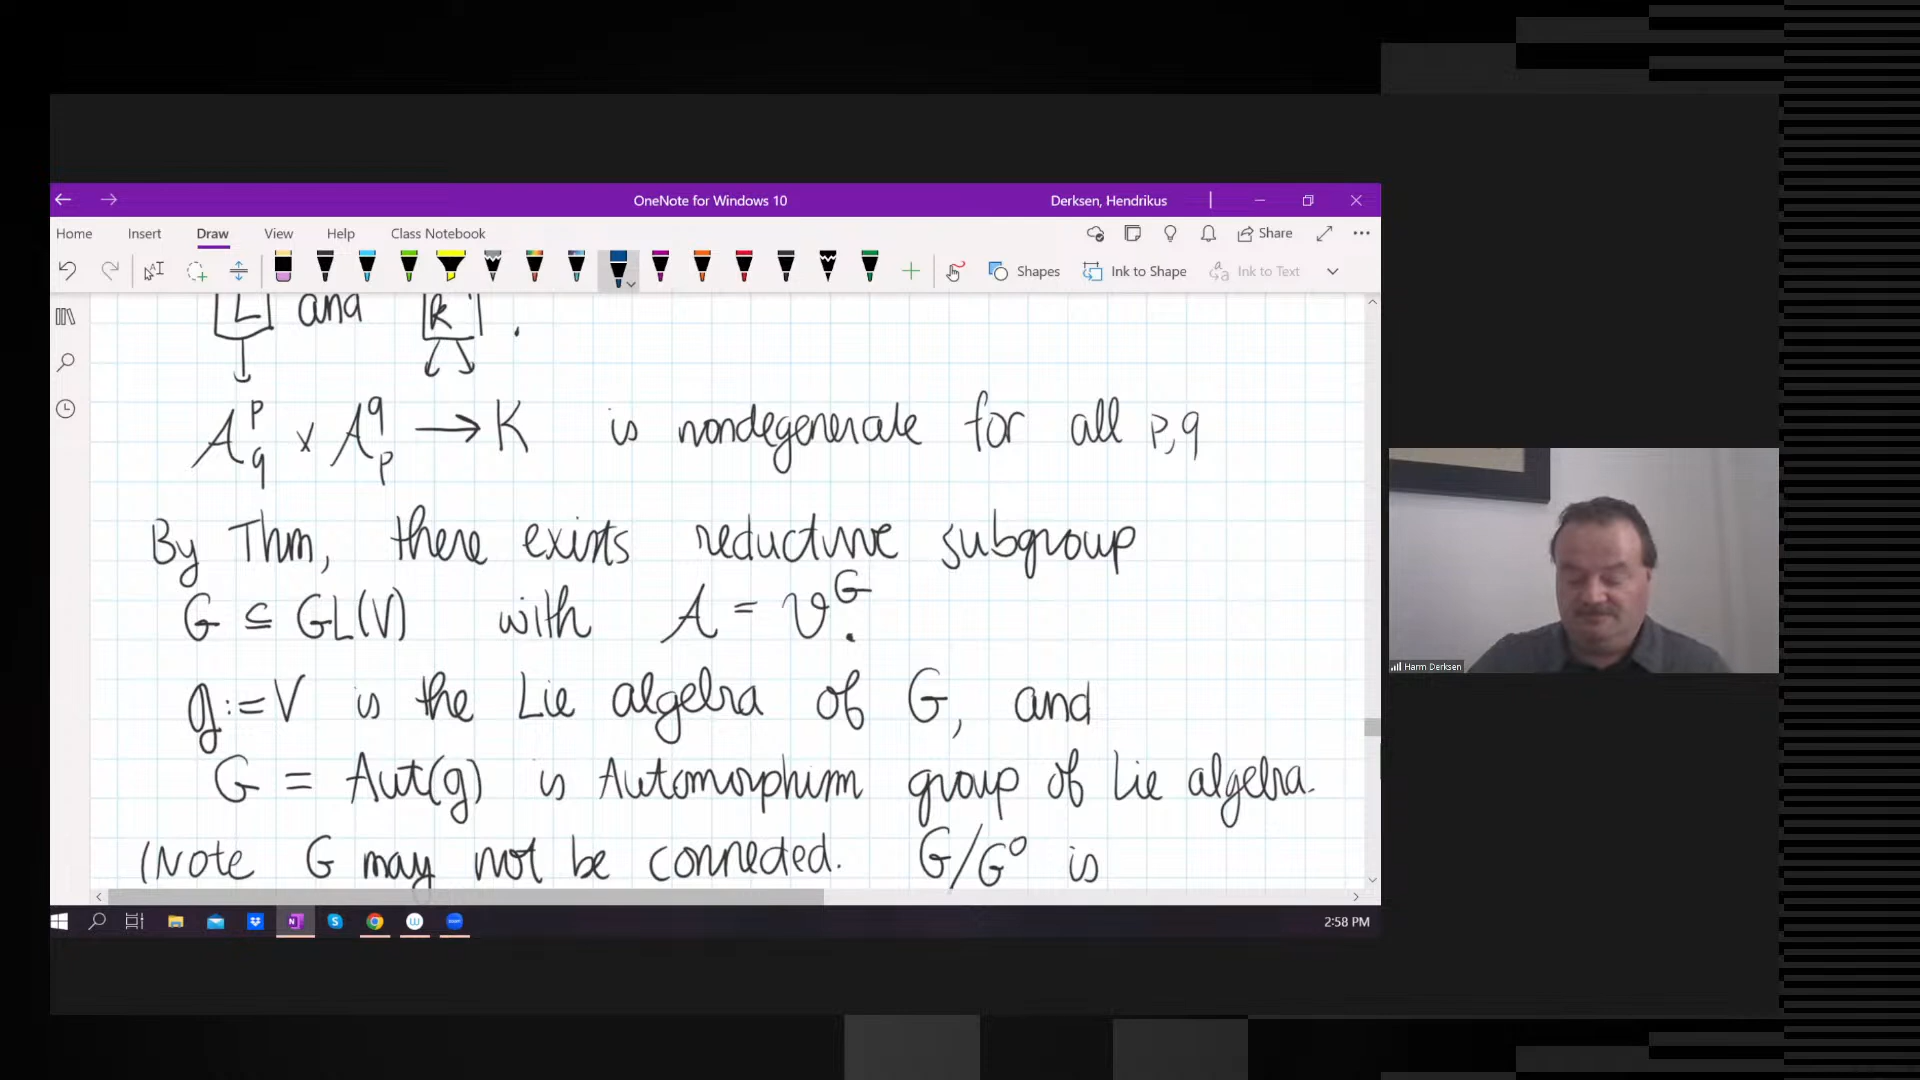 OneNote for Windows 10
Derksen, Hendrikus
Home Insert Draw View Help Class Notebook
Share
Shapes Ink to Shape Ink to Text
L and k .
A^p_q × A^q_p → K is nondegenerate for all p,q
By Thm, there exists reductive subgroup
G ⊆ GL(V) with A = V^G.
g := V is the Lie algebra of G, and
G = Aut(g) is Automorphism group of Lie algebra.
(Note G may not be connected. G/G° is
Harm Derksen
2:58 PM